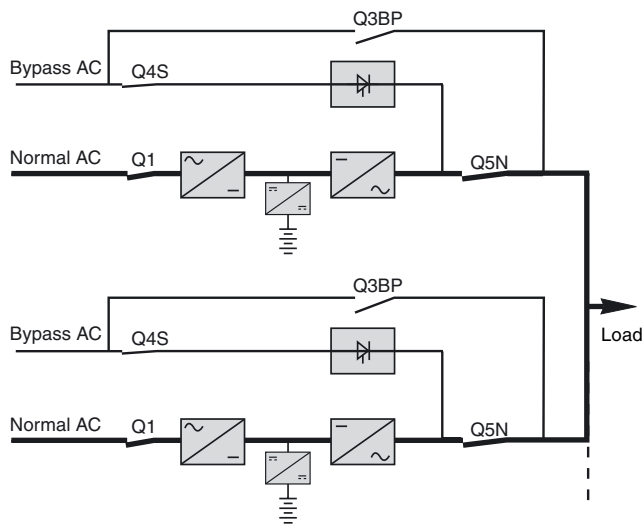 Q3BP
Bypass AC
Q4S
Normal AC
Q1
Q5N
Q3BP
Bypass AC
Q4S
Load
Normal AC
Q1
Q5N